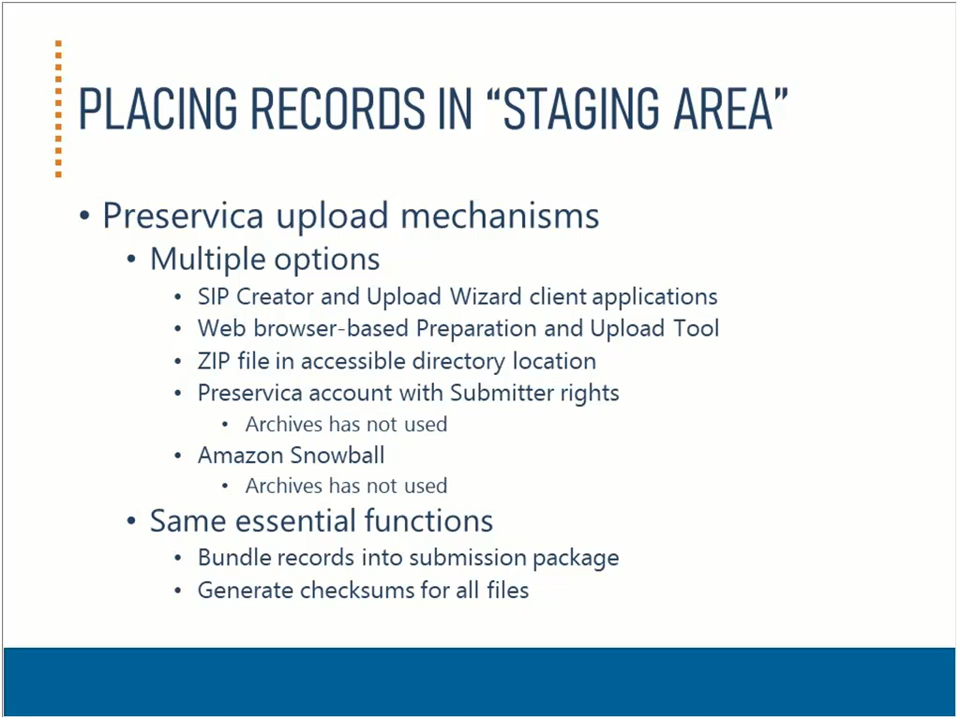 PLACING RECORDS IN “STAGING AREA”
• Preservica upload mechanisms
• Multiple options
• SIP Creator and Upload Wizard client applications
• Web browser-based Preparation and Upload Tool
• ZIP file in accessible directory location
• Preservica account with Submitter rights
• Archives has not used
• Amazon Snowball
• Archives has not used
• Same essential functions
• Bundle records into submission package
• Generate checksums for all files